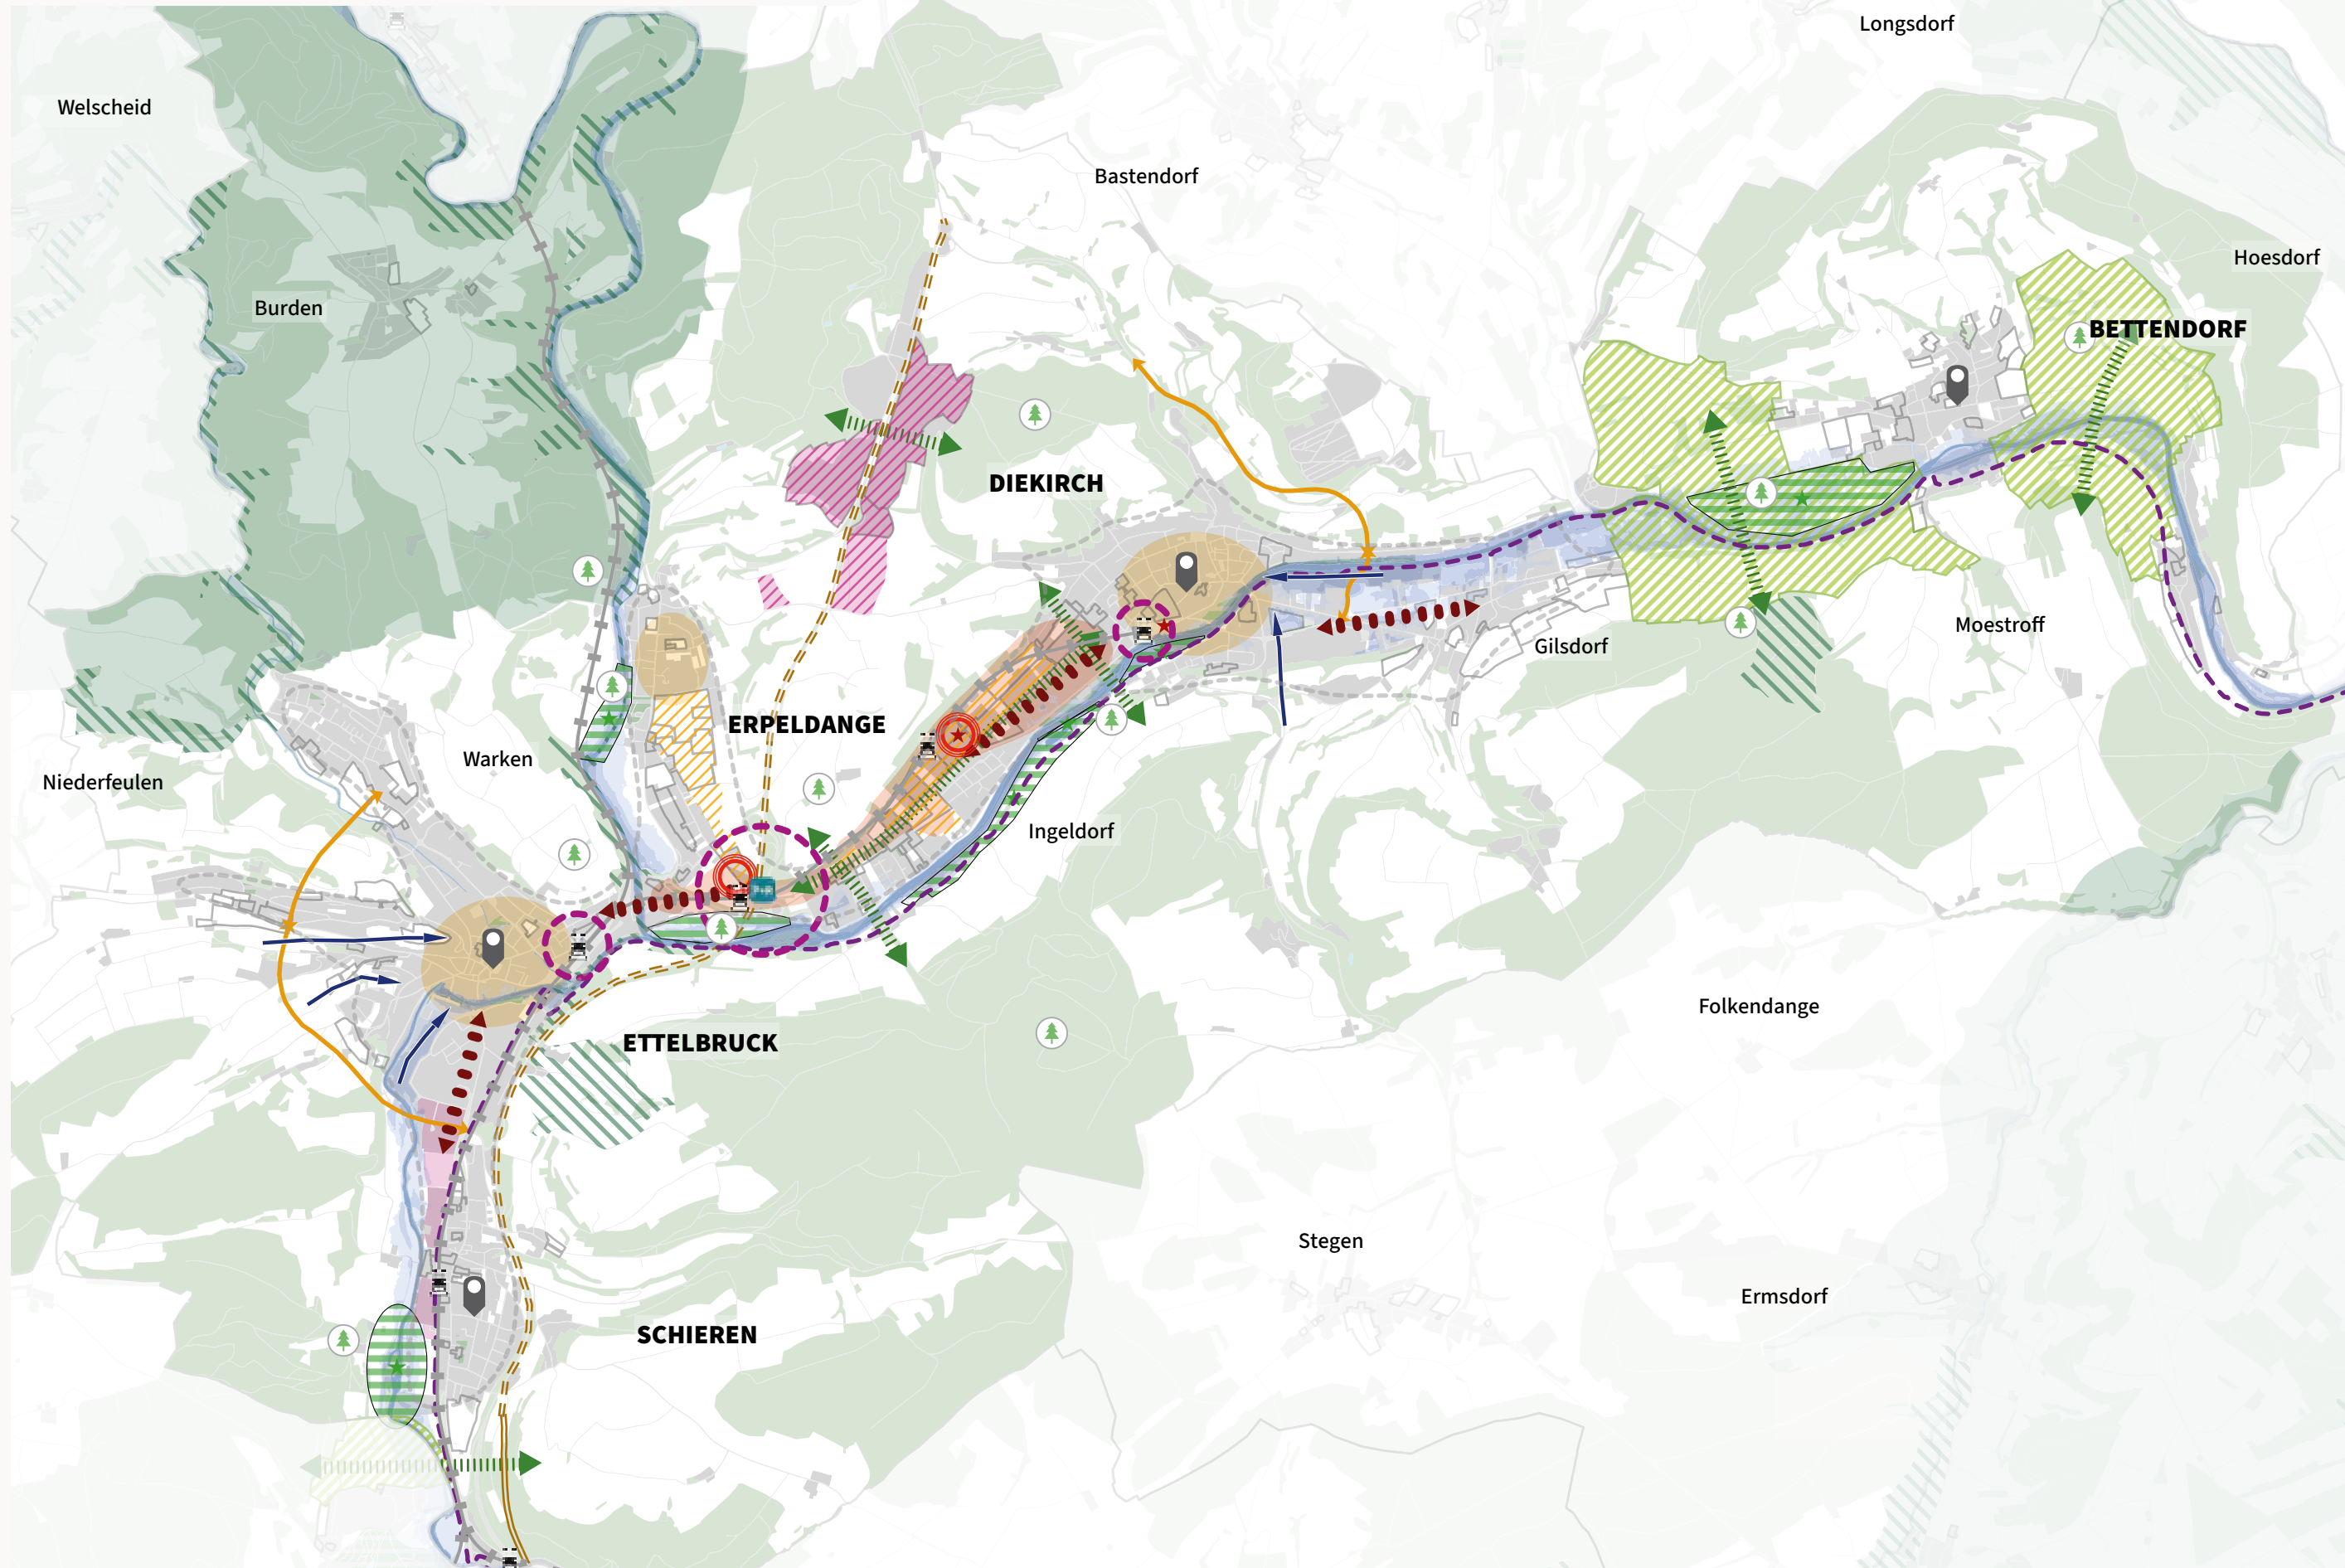 Longsdorf
Welscheid
Bastendorf
Hoesdorf
Burden
BETTENDORF
DIEKIRCH
Moestroff
Gilsdorf
ERPELDANGE
Warken
Niederfeulen
Ingeldorf
Folkendange
ETTELBRUCK
Stegen
Ermsdorf
SCHIEREN